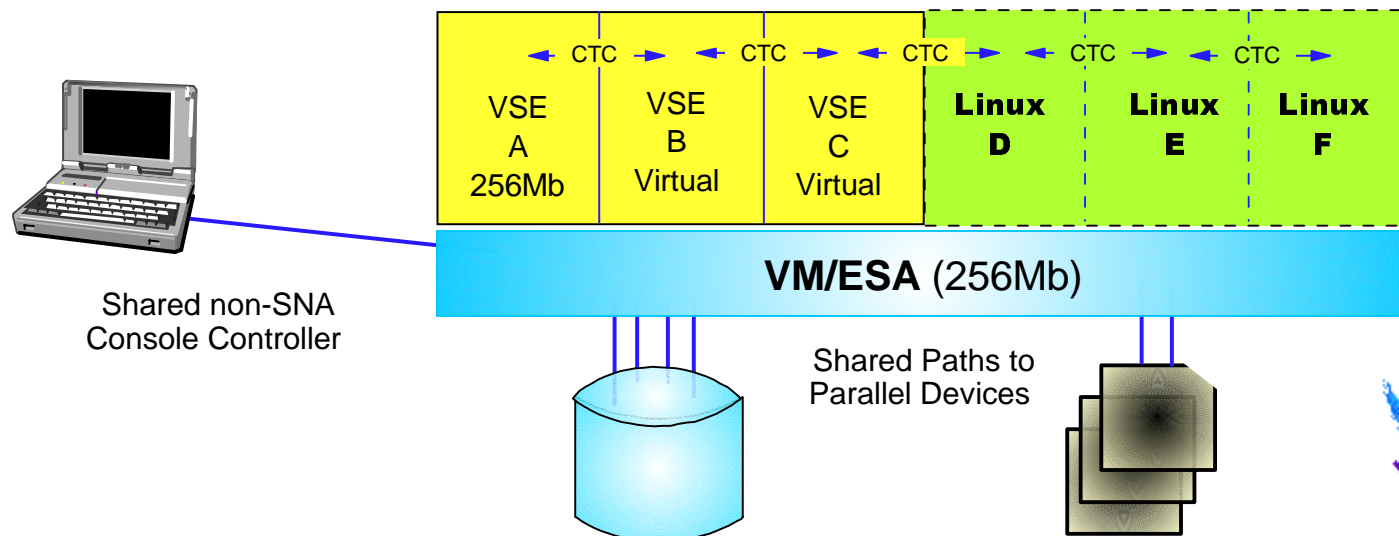 CTC CTC CTC CTC CTC
VSE
A
256Mb
VSE
B
Virtual
VSE
C
Virtual
Linux
D
Linux
E
Linux
F
VM/ESA (256Mb)
Shared non-SNA
Console Controller
Shared Paths to
Parallel Devices